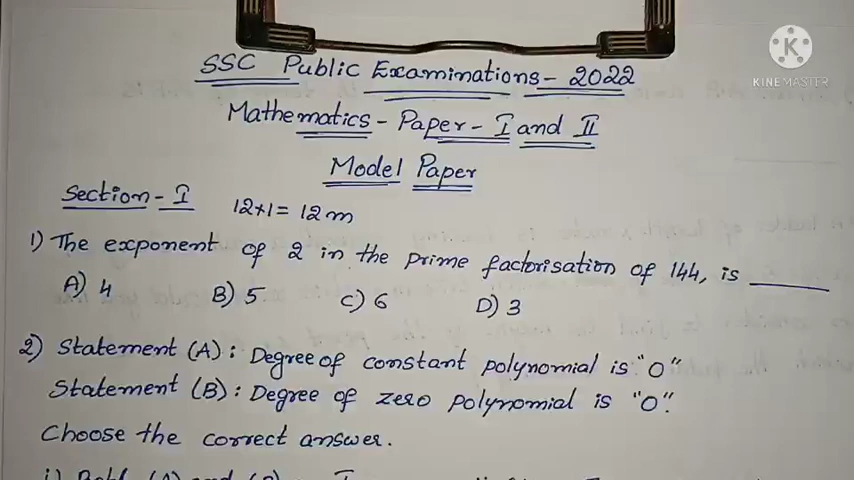 SSC Public Examinations - 2022
KINEMASTER
Mathematics - Paper - I and II
Model Paper
Section - I 12×1 = 12m
1) The exponent of 2 in the prime factorisation of 144, is ______
A) 4 B) 5 C) 6 D) 3
2) Statement (A) : Degree of constant polynomial is "0"
Statement (B) : Degree of zero polynomial is "0".
Choose the correct answer.
i) Both (A) and (B)